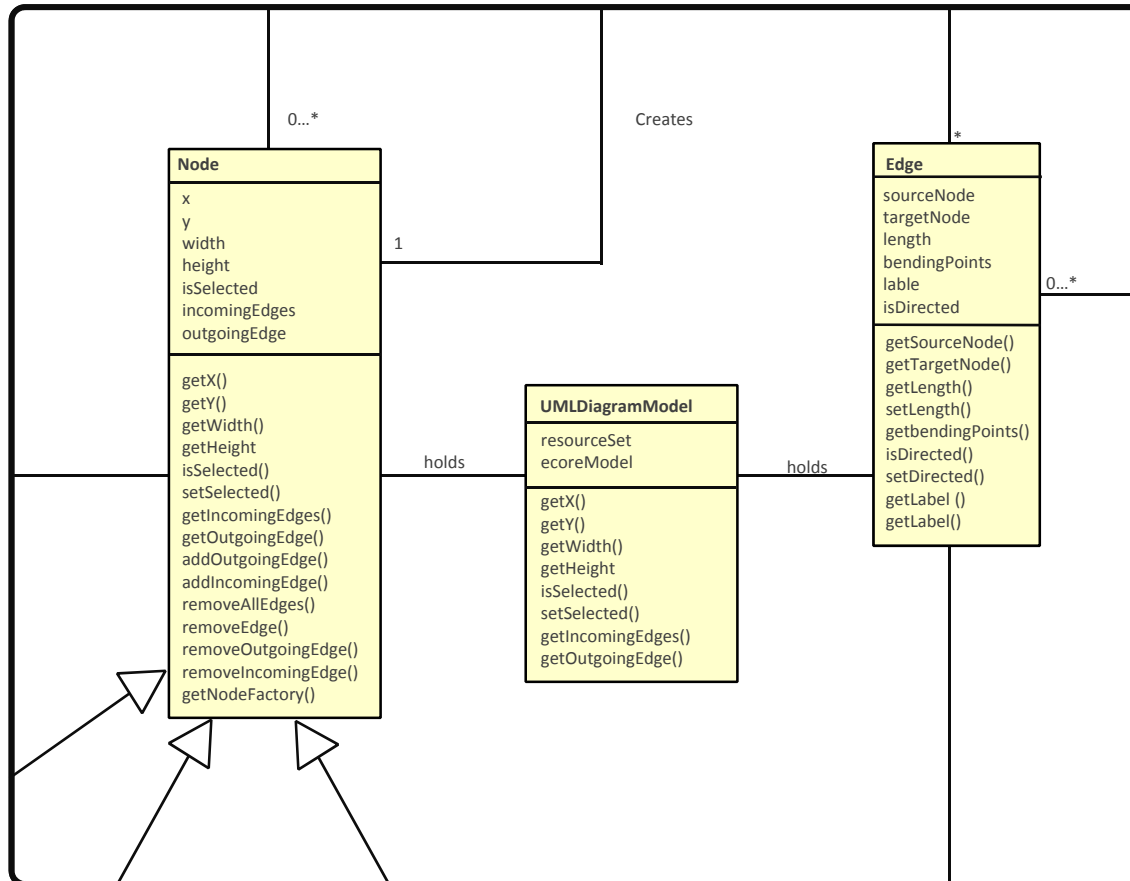 0...*
Creates
*
Node
x
y
width
height
isSelected
incomingEdges
outgoingEdge
getX()
getY()
getWidth()
getHeight
isSelected()
setSelected()
getIncomingEdges()
getOutgoingEdge()
addOutgoingEdge()
addIncomingEdge()
removeAllEdges()
removeEdge()
removeOutgoingEdge()
removeIncomingEdge()
getNodeFactory()
1
holds
UMLDiagramModel
resourceSet
ecoreModel
getX()
getY()
getWidth()
getHeight
isSelected()
setSelected()
getIncomingEdges()
getOutgoingEdge()
holds
Edge
sourceNode
targetNode
length
bendingPoints
lable
isDirected
getSourceNode()
getTargetNode()
getLength()
setLength()
getbendingPoints()
isDirected()
setDirected()
getLabel ()
getLabel()
0...*